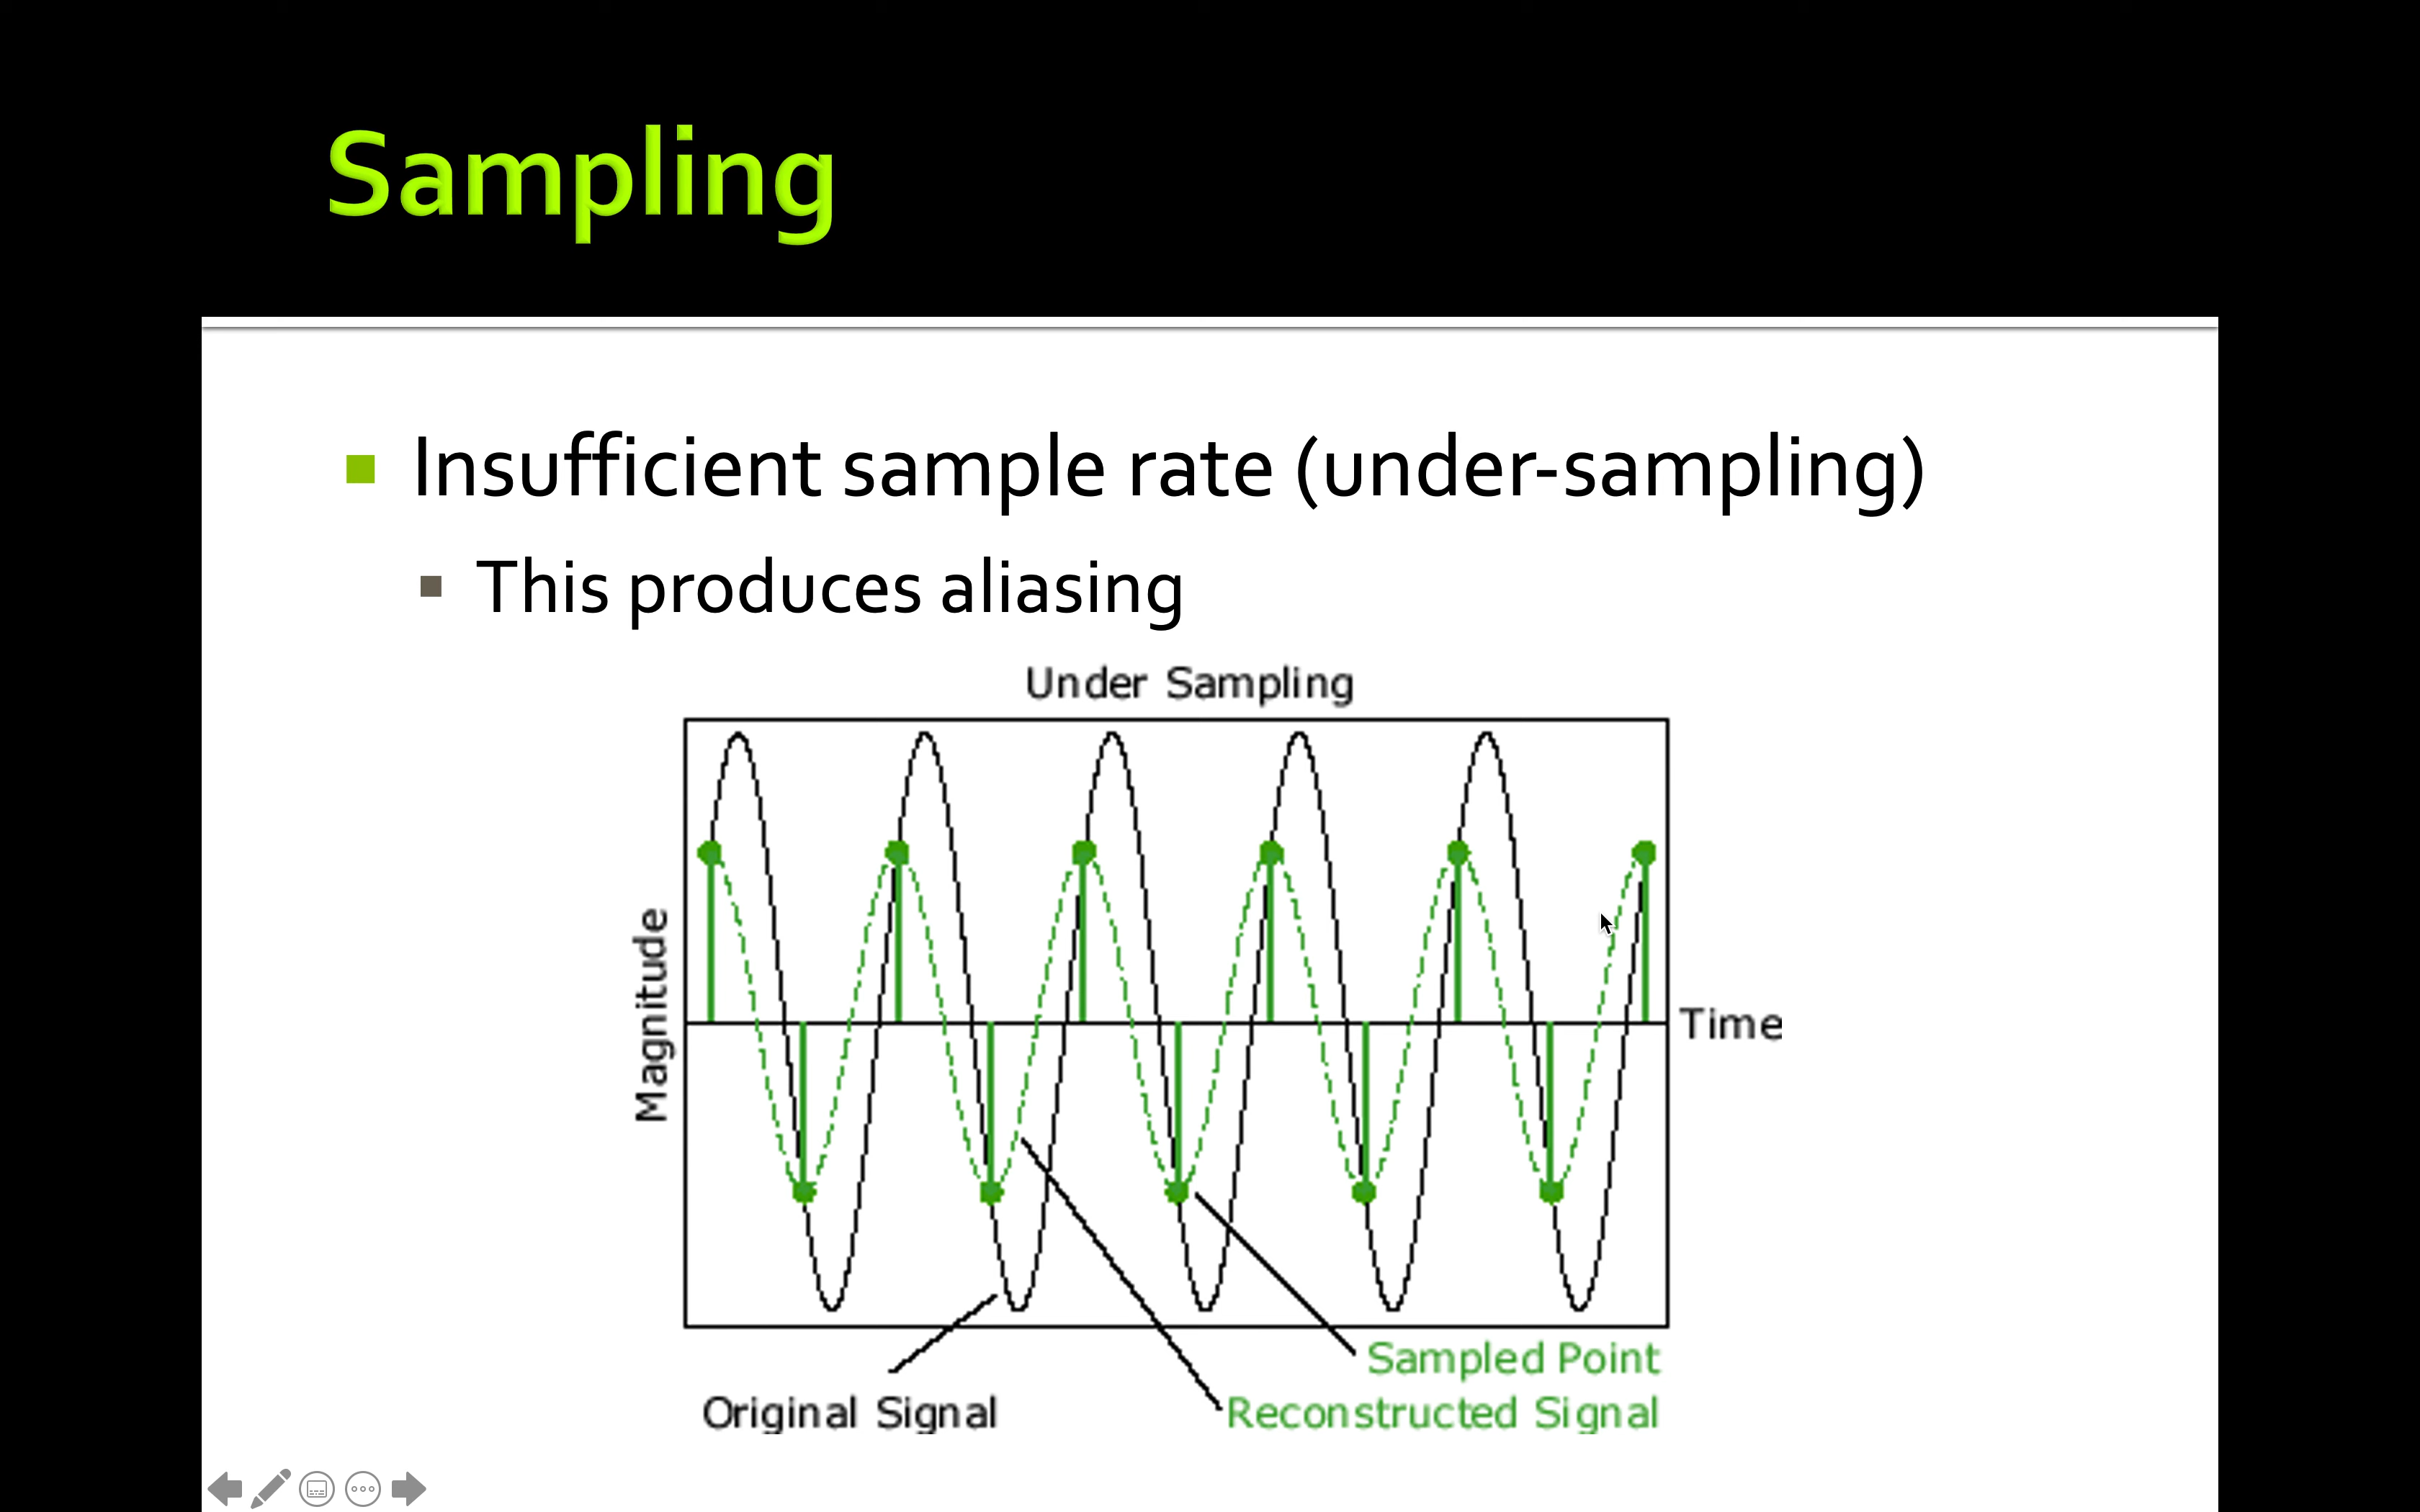 Sampling
Insufficient sample rate (under-sampling)
This produces aliasing
Under Sampling
Magnitude
Time
Sampled Point
Original Signal
Reconstructed Signal